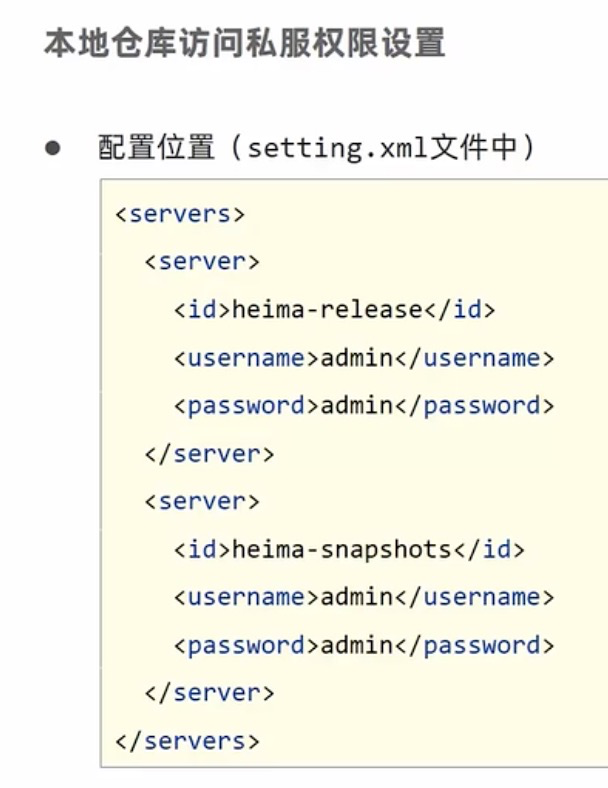 本地仓库访问私服权限设置
● 配置位置（setting.xml文件中）
<servers>
  <server>
    <id>heima-release</id>
    <username>admin</username>
    <password>admin</password>
  </server>
  <server>
    <id>heima-snapshots</id>
    <username>admin</username>
    <password>admin</password>
  </server>
</servers>